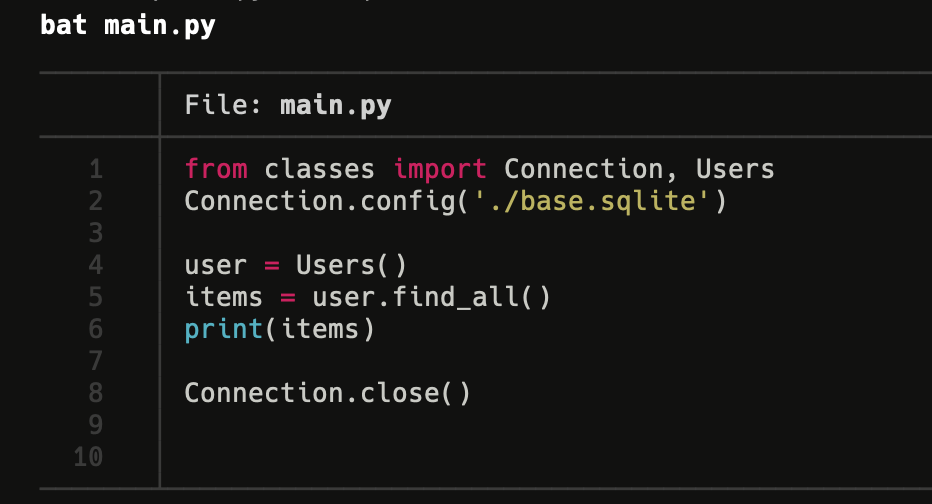 bat main.py
File: main.py
1 from classes import Connection, Users
2 Connection.config('./base.sqlite')
3
4 user = Users()
5 items = user.find_all()
6 print(items)
7
8 Connection.close()
9
10